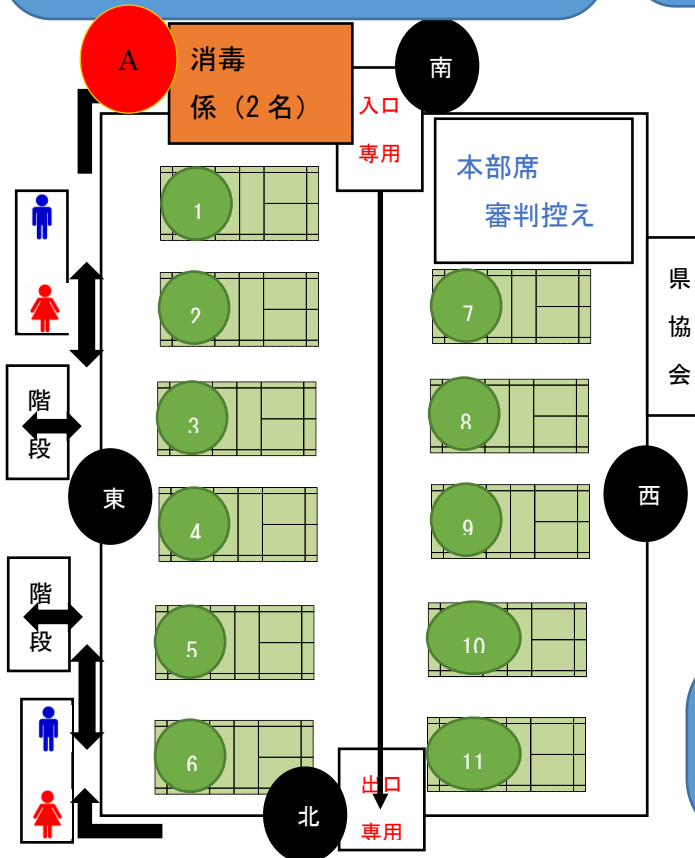 A
消毒
係（2名）
南
入口
専用
本部席
審判控え
県
協
会
1
2
3
4
5
6
7
8
9
10
11
階
段
東
西
階
段
北
出口
専用